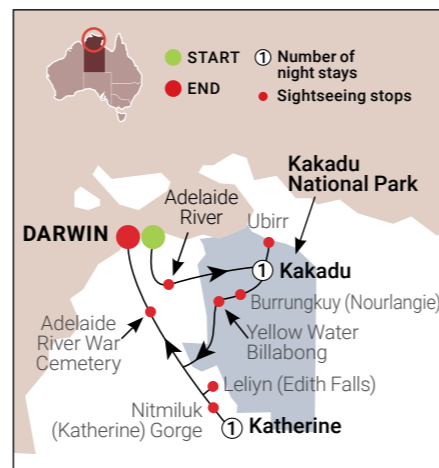 START
END
1 Number of
night stays
Sightseeing stops
Kakadu
National Park
Adelaide
River
Ubirr
DARWIN
1 Kakadu
Burrungkuy (Nourlangie)
Adelaide
River War
Cemetery
Yellow Water
Billabong
Leliyn (Edith Falls)
Nitmiluk
(Katherine) Gorge
1 Katherine